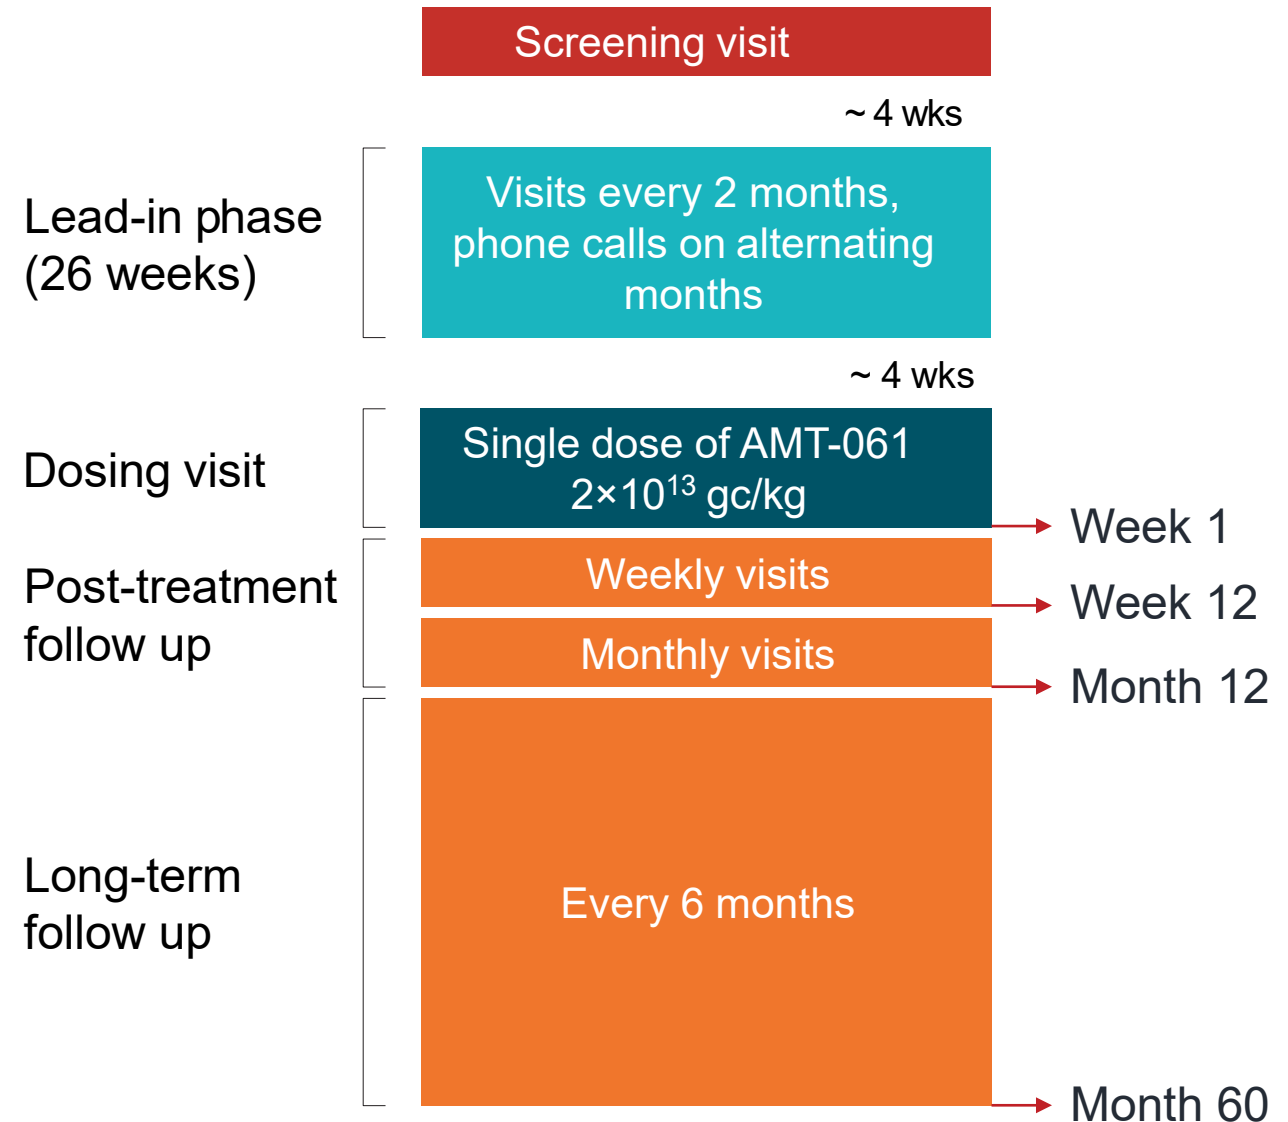 Screening visit
~ 4 wks
Lead-in phase
(26 weeks)
Visits every 2 months,
phone calls on alternating
months
~ 4 wks
Dosing visit
Single dose of AMT-061
2×10¹³ gc/kg
Week 1
Post-treatment
follow up
Weekly visits
Week 12
Monthly visits
Month 12
Long-term
follow up
Every 6 months
Month 60